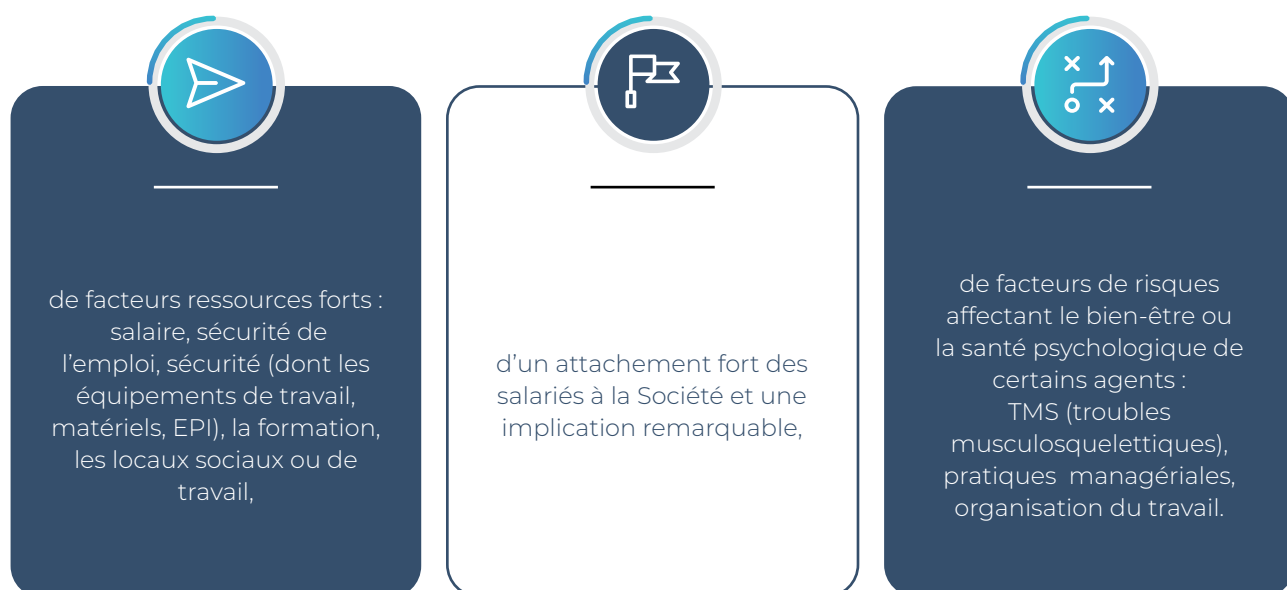 de facteurs ressources forts :
salaire, sécurité de
l’emploi, sécurité (dont les
équipements de travail,
matériels, EPI), la formation,
les locaux sociaux ou de
travail,
d’un attachement fort des
salariés à la Société et une
implication remarquable,
de facteurs de risques
affectant le bien-être ou
la santé psychologique de
certains agents :
TMS (troubles
musculosquelettiques),
pratiques  managériales,
organisation du travail.